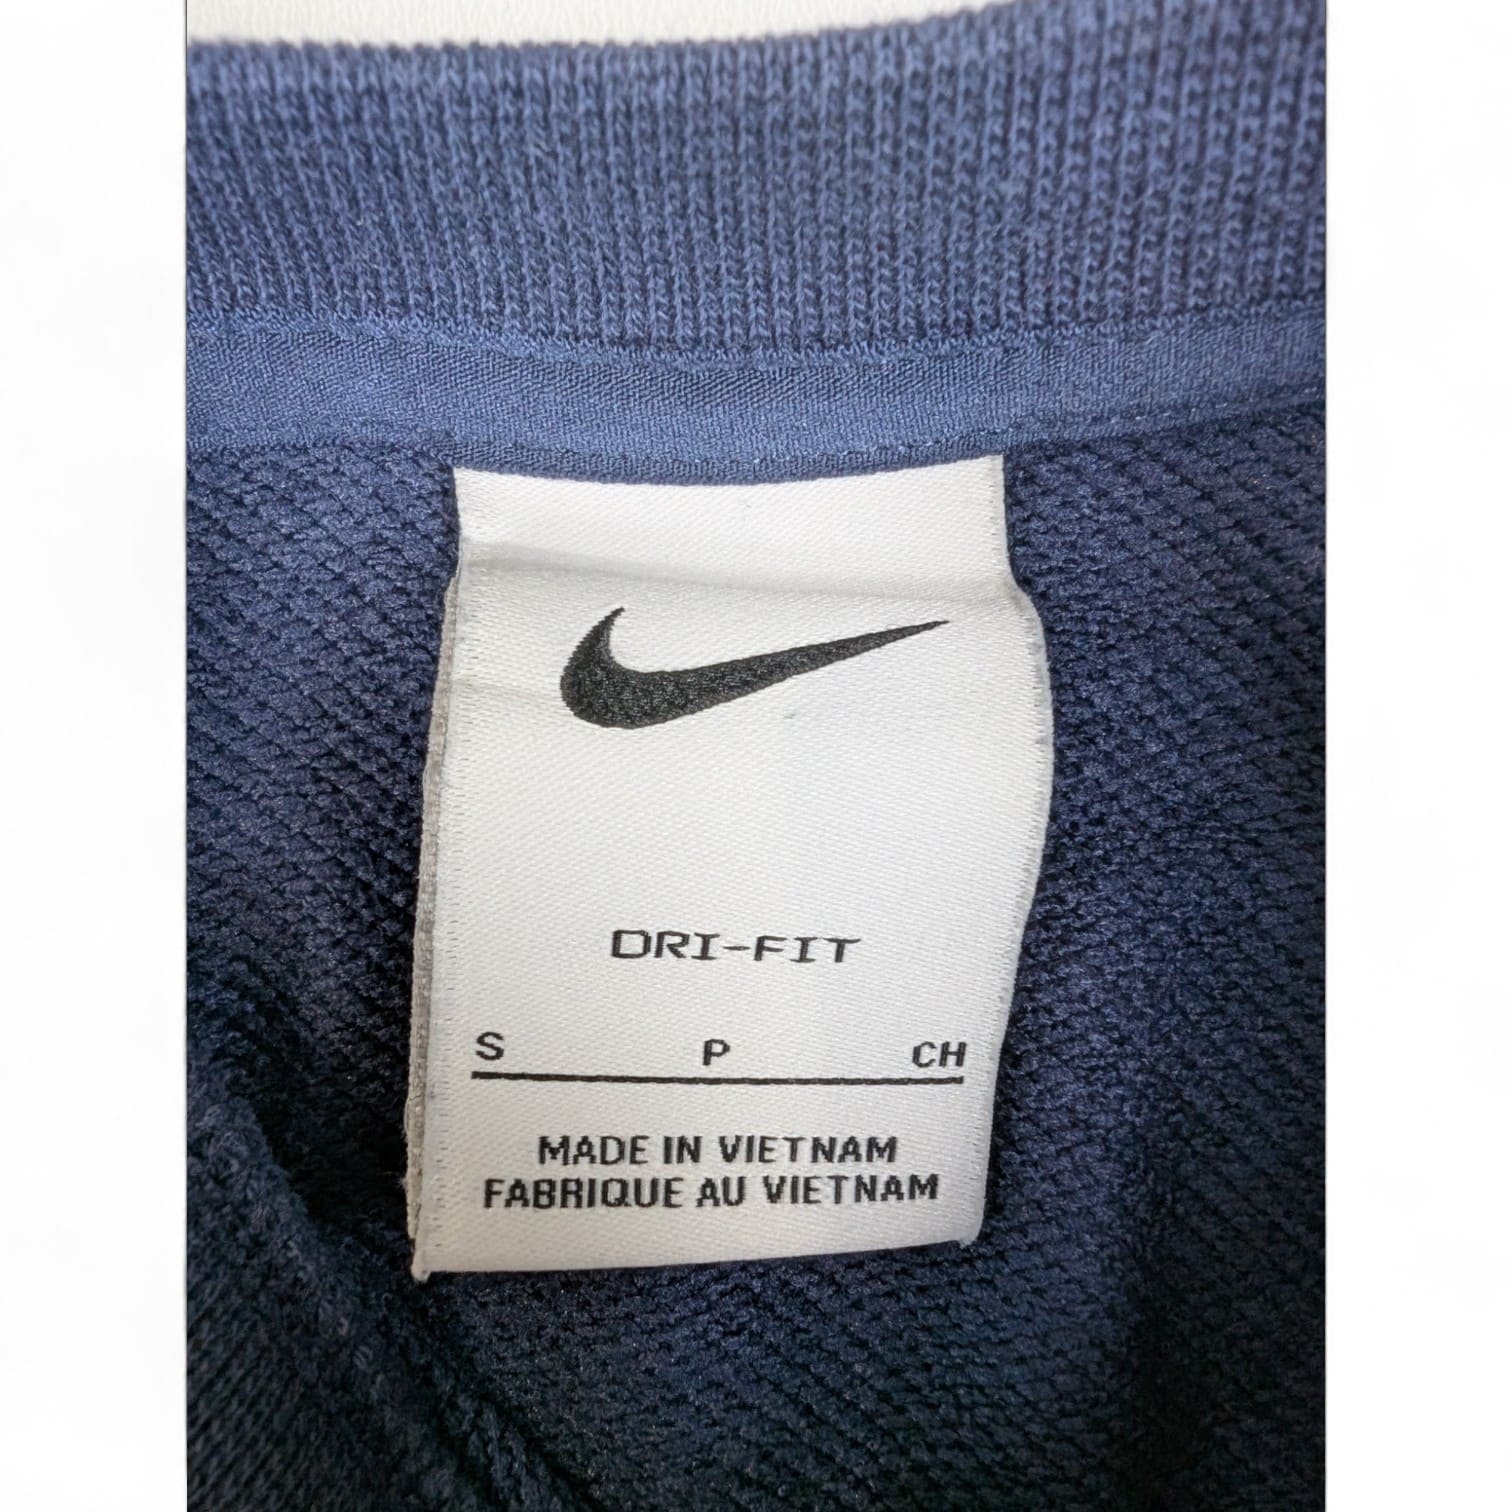 DRI-FIT
S P CH
MADE IN VIETNAM
FABRIQUE AU VIETNAM